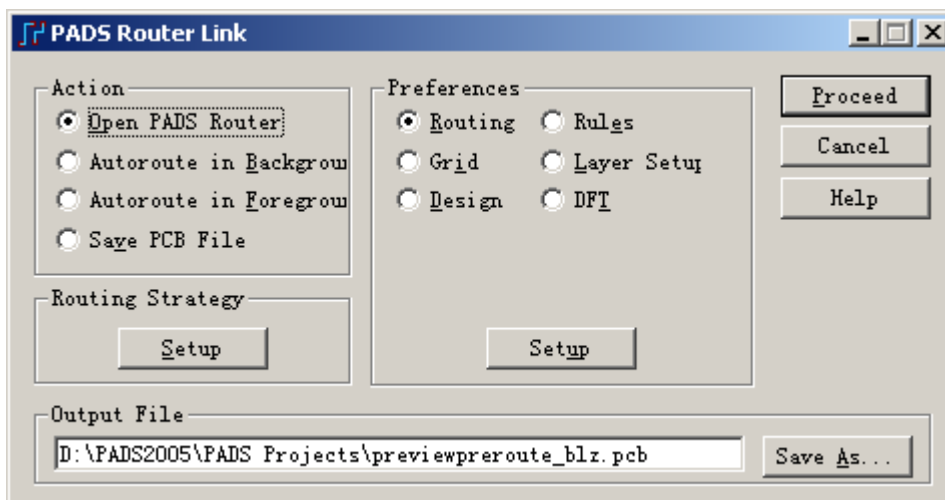 PADS Router Link
Action
Open PADS Router
Autoroute in Backgrou
Autoroute in Foregrou
Save PCB File
Routing Strategy
Setup
Preferences
Routing
Rules
Grid
Layer Setup
Design
DFT
Setup
Proceed
Cancel
Help
Output File
D:\PADS2005\PADS Projects\previewpreroute_blz.pcb
Save As...